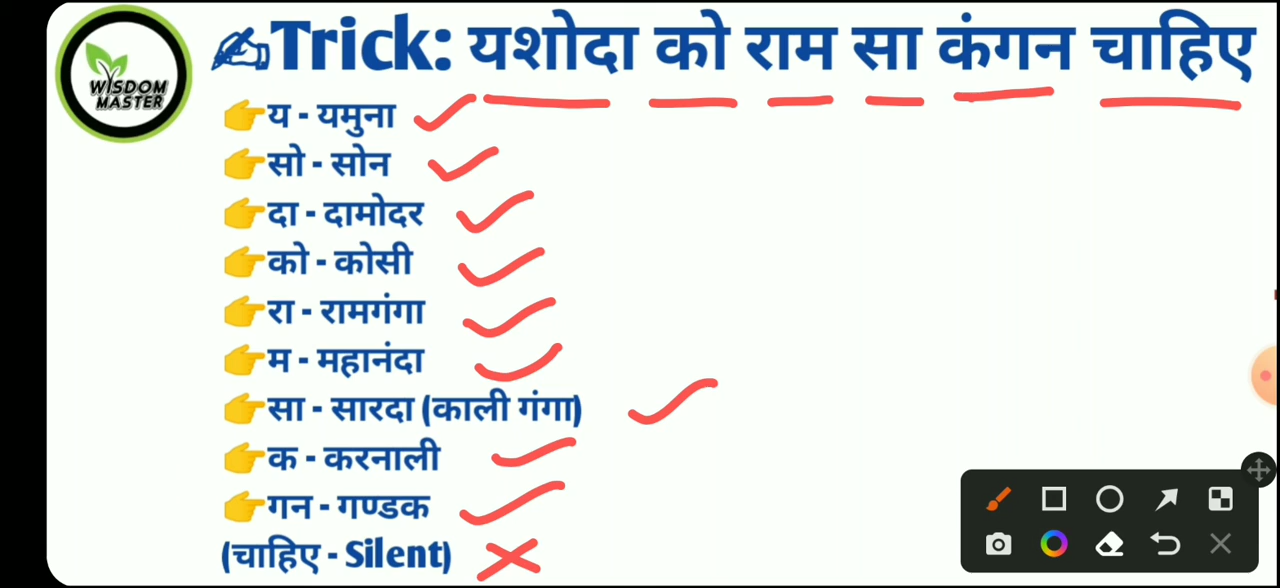 WISDOM
MASTER
✍Trick: यशोदा को राम सा कंगन चाहिए
👉य - यमुना
👉सो - सोन
👉दा - दामोदर
👉को - कोसी
👉रा - रामगंगा
👉म - महानंदा
👉सा - सारदा (काली गंगा)
👉क - करनाली
👉गन - गण्डक
(चाहिए - Silent)